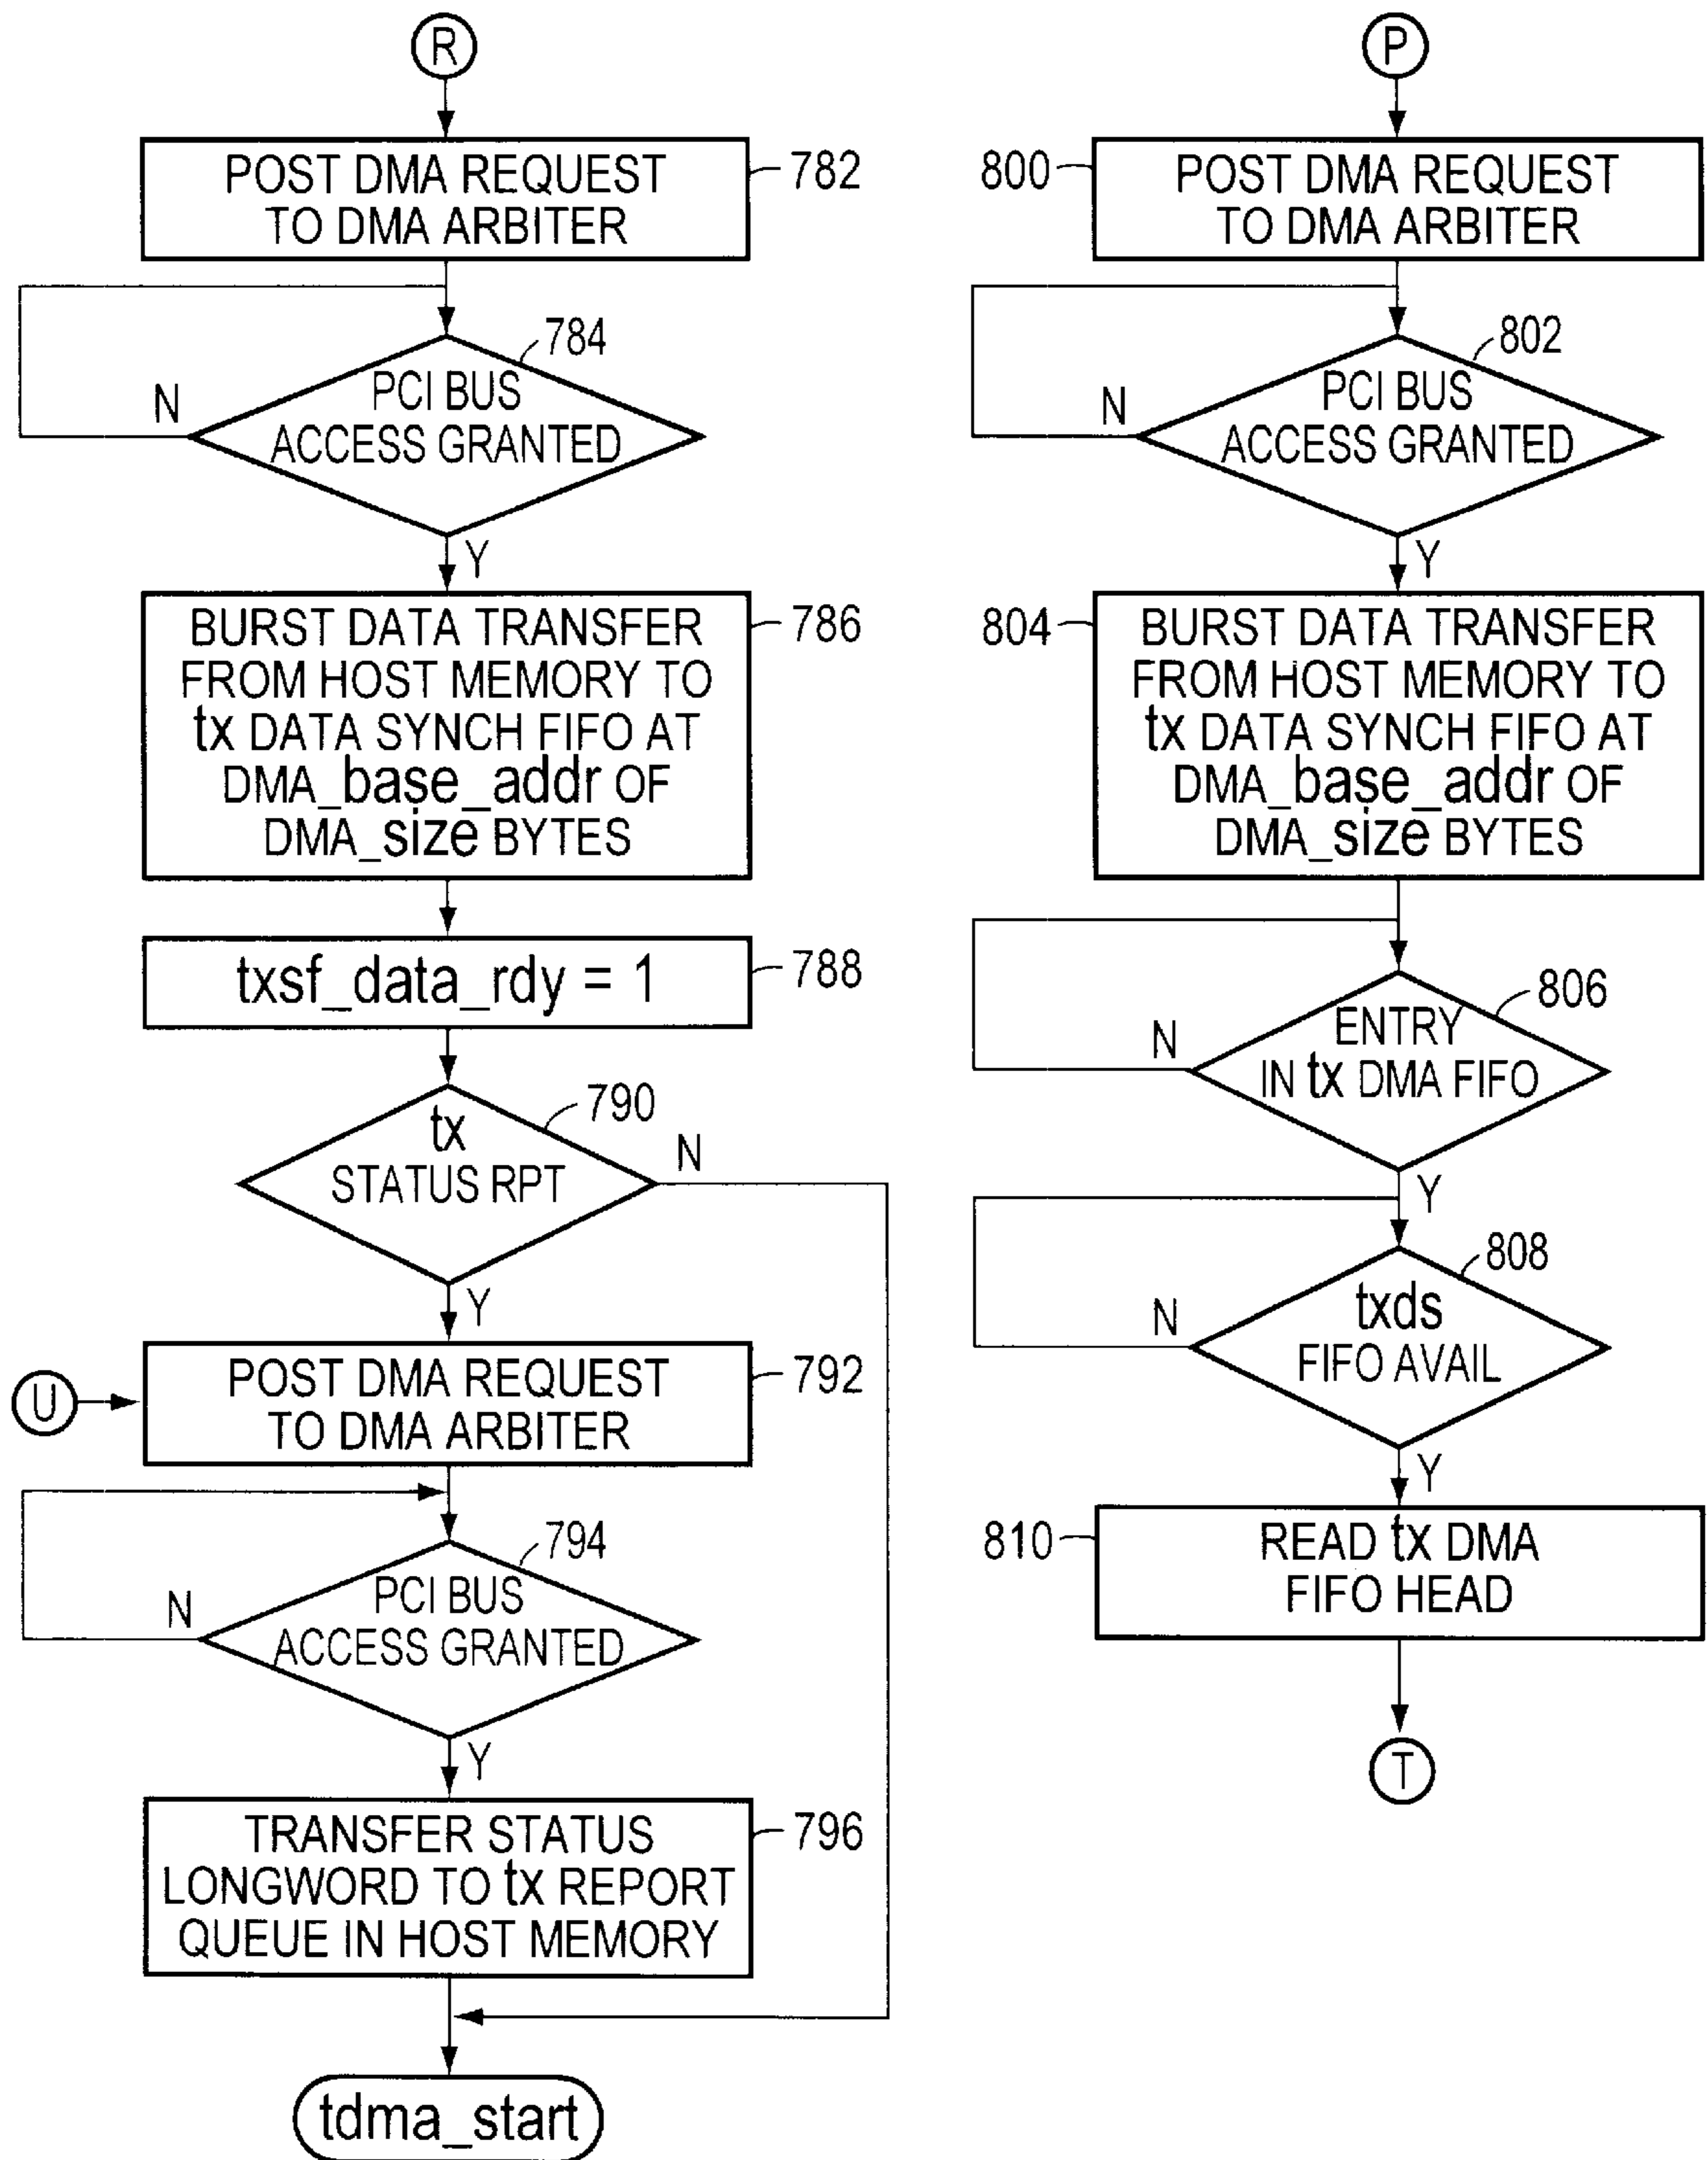 R
POST DMA REQUEST
TO DMA ARBITER
782
784
PCI BUS
ACCESS GRANTED
N
Y
BURST DATA TRANSFER
FROM HOST MEMORY TO
tx DATA SYNCH FIFO AT
DMA_base_addr OF
DMA_size BYTES
786
txsf_data_rdy = 1
788
790
tx
STATUS RPT
N
Y
U
POST DMA REQUEST
TO DMA ARBITER
792
794
PCI BUS
ACCESS GRANTED
N
Y
TRANSFER STATUS
LONGWORD TO tx REPORT
QUEUE IN HOST MEMORY
796
tdma_start
P
800
POST DMA REQUEST
TO DMA ARBITER
802
PCI BUS
ACCESS GRANTED
N
Y
804
BURST DATA TRANSFER
FROM HOST MEMORY TO
tx DATA SYNCH FIFO AT
DMA_base_addr OF
DMA_size BYTES
806
ENTRY
IN tx DMA FIFO
N
Y
808
txds
FIFO AVAIL
N
Y
810
READ tx DMA
FIFO HEAD
T